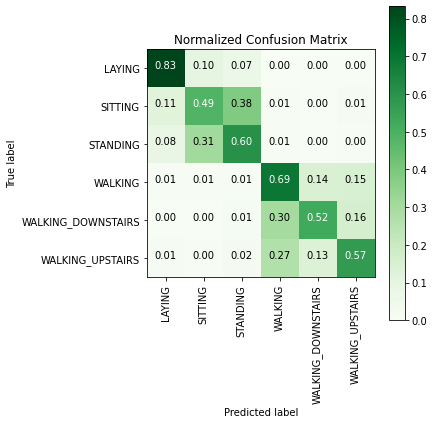 Normalized Confusion Matrix
True label
LAYING 0.83 0.10 0.07 0.00 0.00 0.00
SITTING 0.11 0.49 0.38 0.01 0.00 0.01
STANDING 0.08 0.31 0.60 0.01 0.00 0.00
WALKING 0.01 0.01 0.01 0.69 0.14 0.15
WALKING_DOWNSTAIRS 0.00 0.00 0.01 0.30 0.52 0.16
WALKING_UPSTAIRS 0.01 0.00 0.02 0.27 0.13 0.57
LAYING
SITTING
STANDING
WALKING
WALKING_DOWNSTAIRS
WALKING_UPSTAIRS
Predicted label
0.8
0.7
0.6
0.5
0.4
0.3
0.2
0.1
0.0